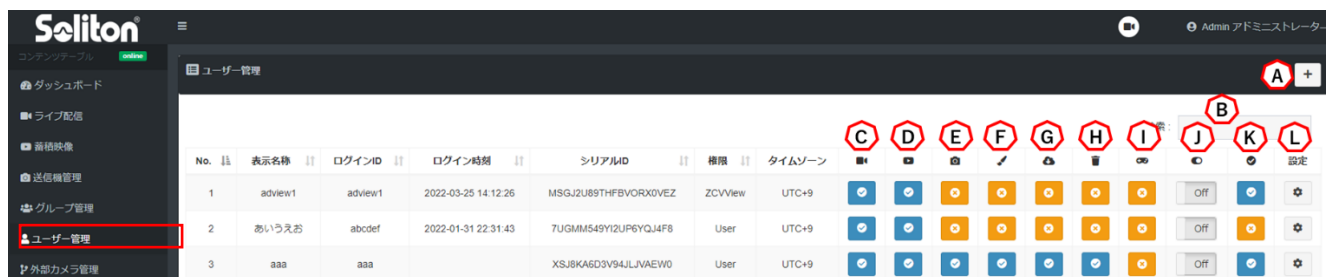 Soliton®
Admin アドミニストレーター
コンテンツテーブル online
ダッシュボード
ライブ配信
蓄積映像
送信機管理
グループ管理
ユーザー管理
外部カメラ管理
ユーザー管理
A +
B
索:
C D E F G H I J K L
No. 表示名称 ログインID ログイン時刻 シリアルID 権限 タイムゾーン 設定
1 adview1 adview1 2022-03-25 14:12:26 MSGJ2U89THFBVORX0VEZ ZCVView UTC+9 Off
2 あいうえお abcdef 2022-01-31 22:31:43 7UGMM549YI2UP6YQJ4F8 User UTC+9 Off
3 aaa aaa XSJ8KA6D3V94JLJVAEW0 User UTC+9 Off